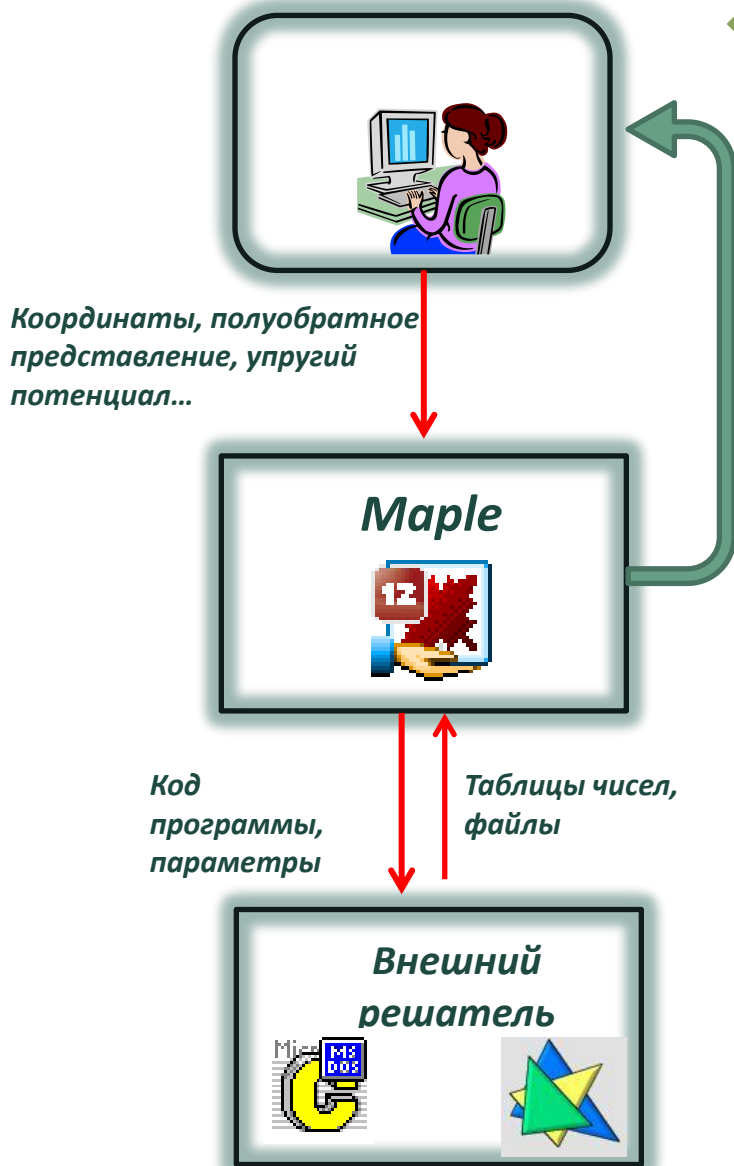 Координаты, полуобратное
представление, упругий
потенциал…
Maple
12
Код
программы,
параметры
Таблицы чисел,
файлы
Внешний
решатель
MS
DOS
C